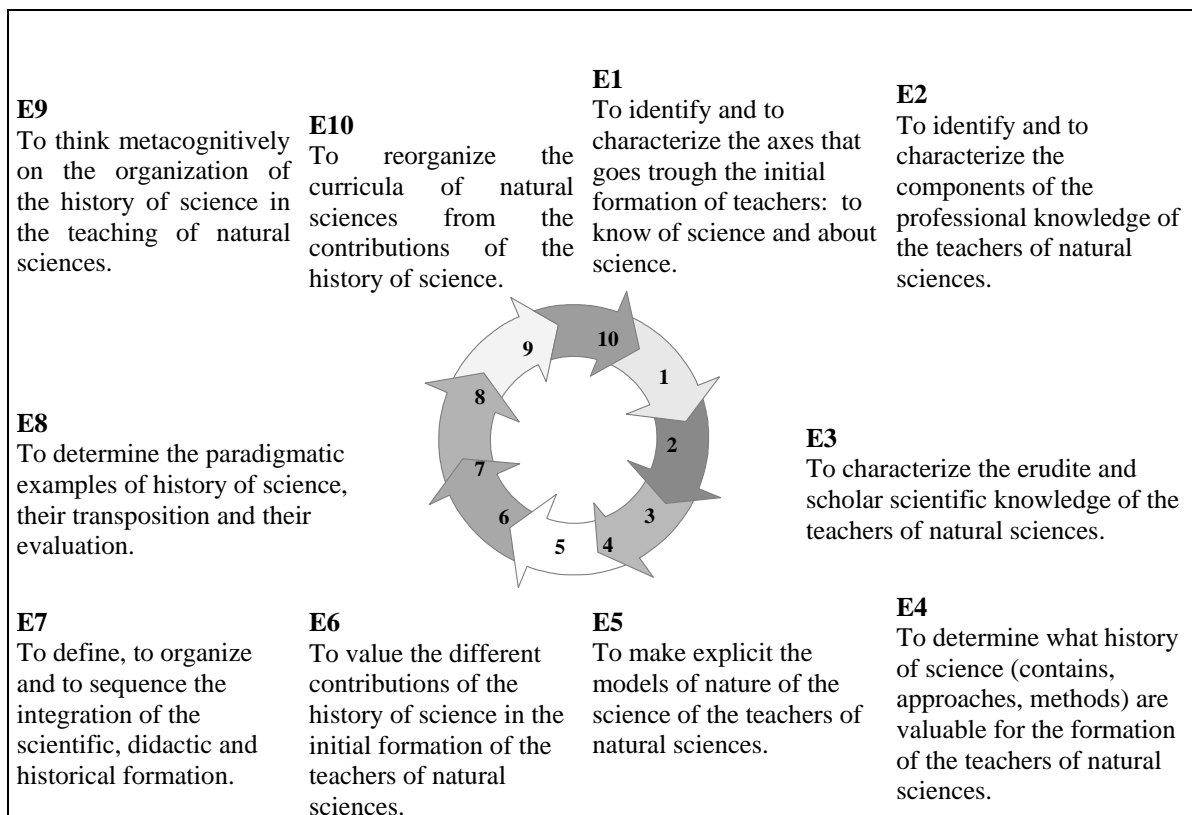 E9
To think metacognitively
on the organization of
the history of science in
the teaching of natural
sciences.
E10
To reorganize the
curricula of natural
sciences from the
contributions of the
history of science.
E1
To identify and to
characterize the axes that
goes trough the initial
formation of teachers: to
know of science and about
science.
E2
To identify and to
characterize the
components of the
professional knowledge of
the teachers of natural
sciences.
10
9
1
8
2
7
3
6
5
4
E8
To determine the paradigmatic
examples of history of science,
their transposition and their
evaluation.
E3
To characterize the erudite and
scholar scientific knowledge of the
teachers of natural sciences.
E7
To define, to organize
and to sequence the
integration of the
scientific, didactic and
historical formation.
E6
To value the different
contributions of the
history of science in the
initial formation of the
teachers of natural
sciences.
E5
To make explicit the
models of nature of the
science of the teachers of
natural sciences.
E4
To determine what history
of science (contains,
approaches, methods) are
valuable for the formation
of the teachers of natural
sciences.